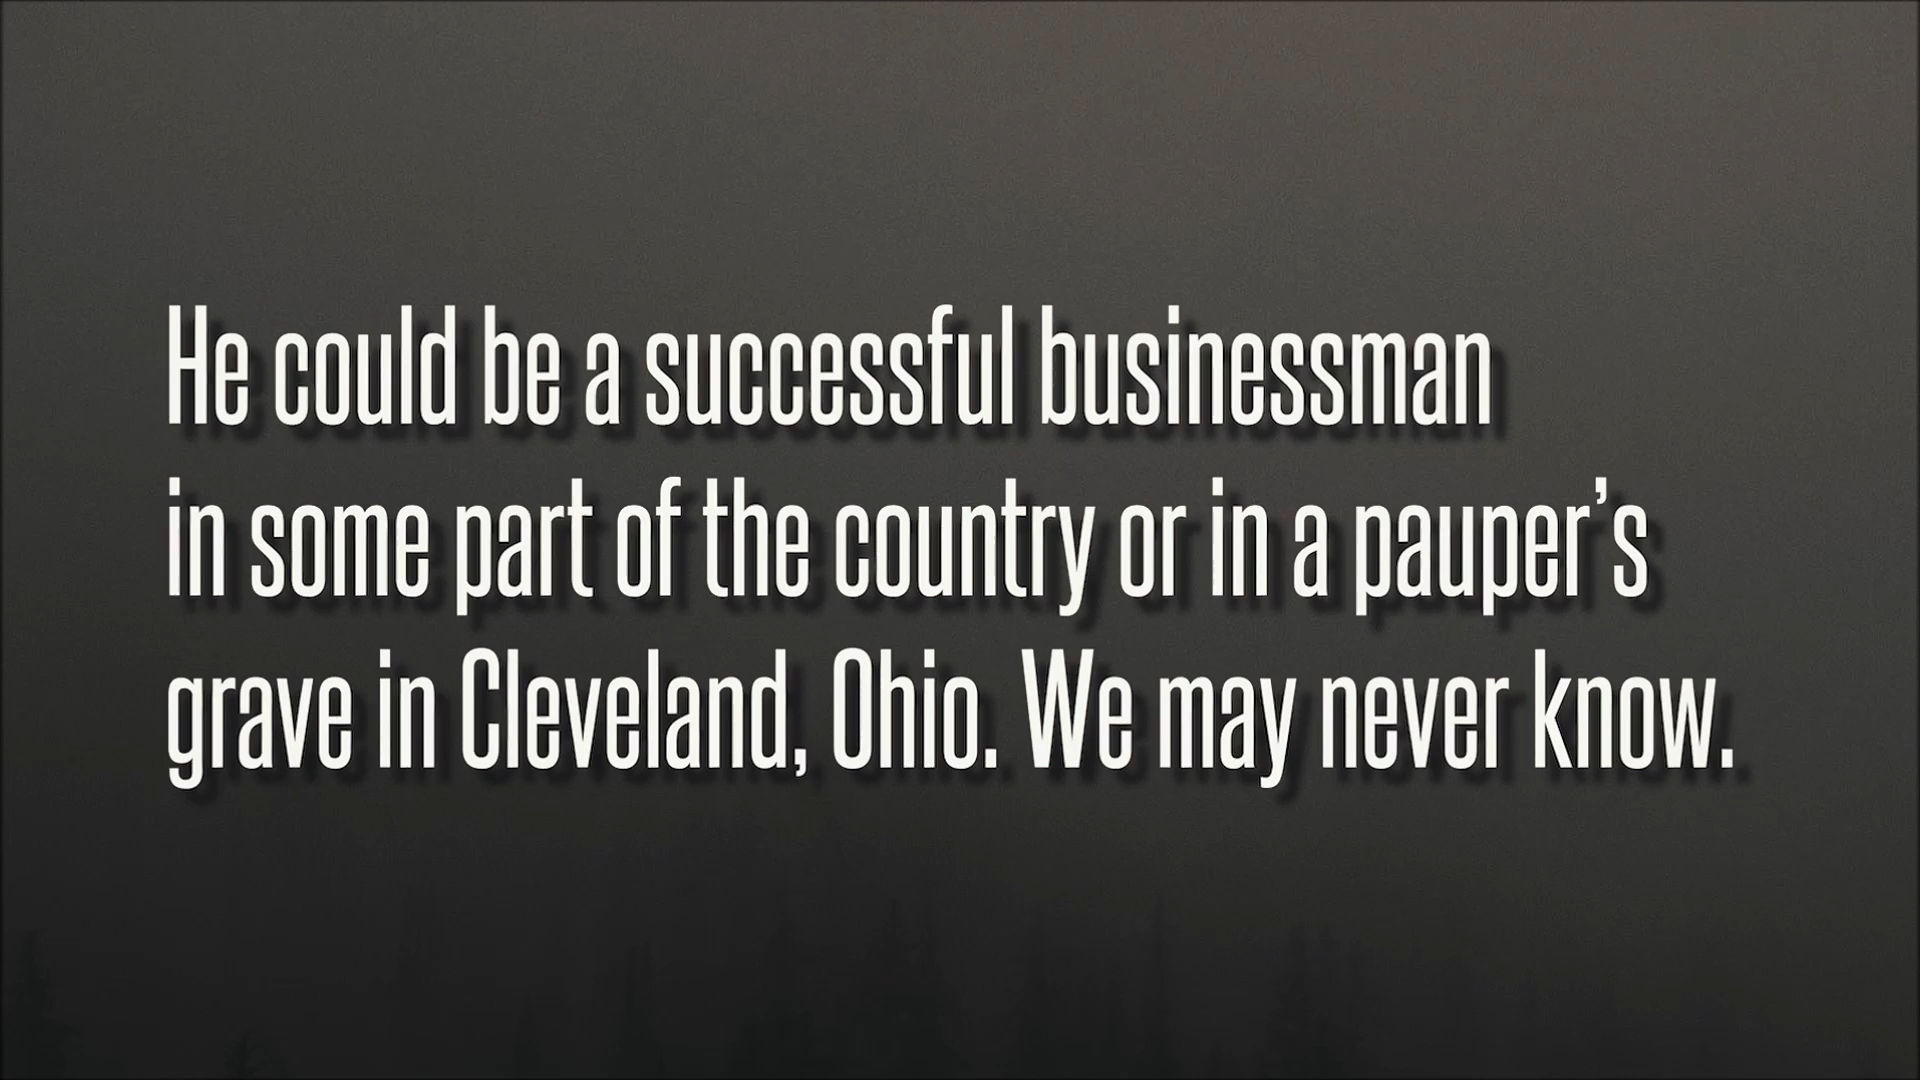 He could be a successful businessman
in some part of the country or in a pauper’s
grave in Cleveland, Ohio. We may never know.